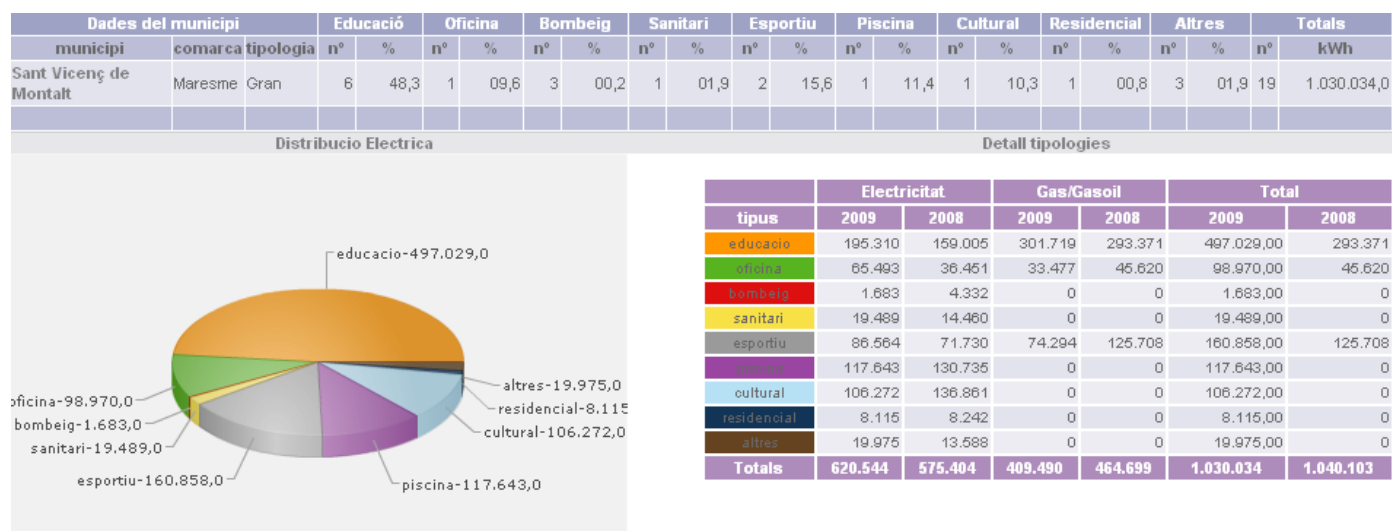 Dades del municipi Educació Oficina Bombeig Sanitari Esportiu Piscina Cultural Residencial Altres Totals
municipi comarca tipologia nº % nº % nº % nº % nº % nº % nº % nº % nº % nº kWh
Sant Vicenç de Montalt Maresme Gran 6 48,3 1 09,6 3 00,2 1 01,9 2 15,6 1 11,4 1 10,3 1 00,8 3 01,9 19 1.030.034,0
Distribucio Electrica
educacio-497.029,0
oficina-98.970,0
bombeig-1.683,0
sanitari-19.489,0
esportiu-160.858,0
piscina-117.643,0
cultural-106.272,0
residencial-8.115
altres-19.975,0
Detall tipologies
Electricitat Gas/Gasoil Total
tipus 2009 2008 2009 2008 2009 2008
educacio 195.310 159.005 301.719 293.371 497.029,00 293.371
oficina 65.493 36.451 33.477 45.620 98.970,00 45.620
bombeig 1.683 4.332 0 0 1.683,00 0
sanitari 19.489 14.460 0 0 19.489,00 0
esportiu 86.564 71.730 74.294 125.708 160.858,00 125.708
117.643 130.735 0 0 117.643,00 0
cultural 106.272 136.861 0 0 106.272,00 0
residencial 8.115 8.242 0 0 8.115,00 0
altres 19.975 13.588 0 0 19.975,00 0
Totals 620.544 575.404 409.490 464.699 1.030.034 1.040.103